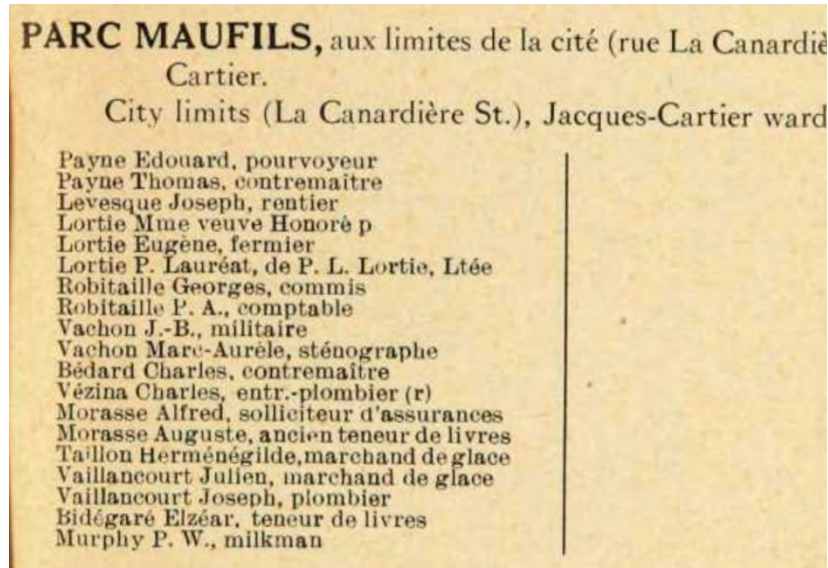 PARC MAUFILS, aux limites de la cité (rue La Canardiè
Cartier.
City limits (La Canardière St.), Jacques-Cartier ward
Payne Edouard, pourvoyeur
Payne Thomas, contremaître
Levesque Joseph, rentier
Lortie Mme veuve Honoré p
Lortie Eugène, fermier
Lortie P. Lauréat, de P. L. Lortie, Ltée
Robitaille Georges, commis
Robitaille P. A., comptable
Vachon J.-B., militaire
Vachon Marc-Aurèle, sténographe
Bédard Charles, contremaître
Vézina Charles, entr.-plombier (r)
Morasse Alfred, solliciteur d'assurances
Morasse Auguste, ancien teneur de livres
Taillon Herménégilde, marchand de glace
Vaillancourt Julien, marchand de glace
Vaillancourt Joseph, plombier
Bidégaré Elzéar, teneur de livres
Murphy P. W., milkman